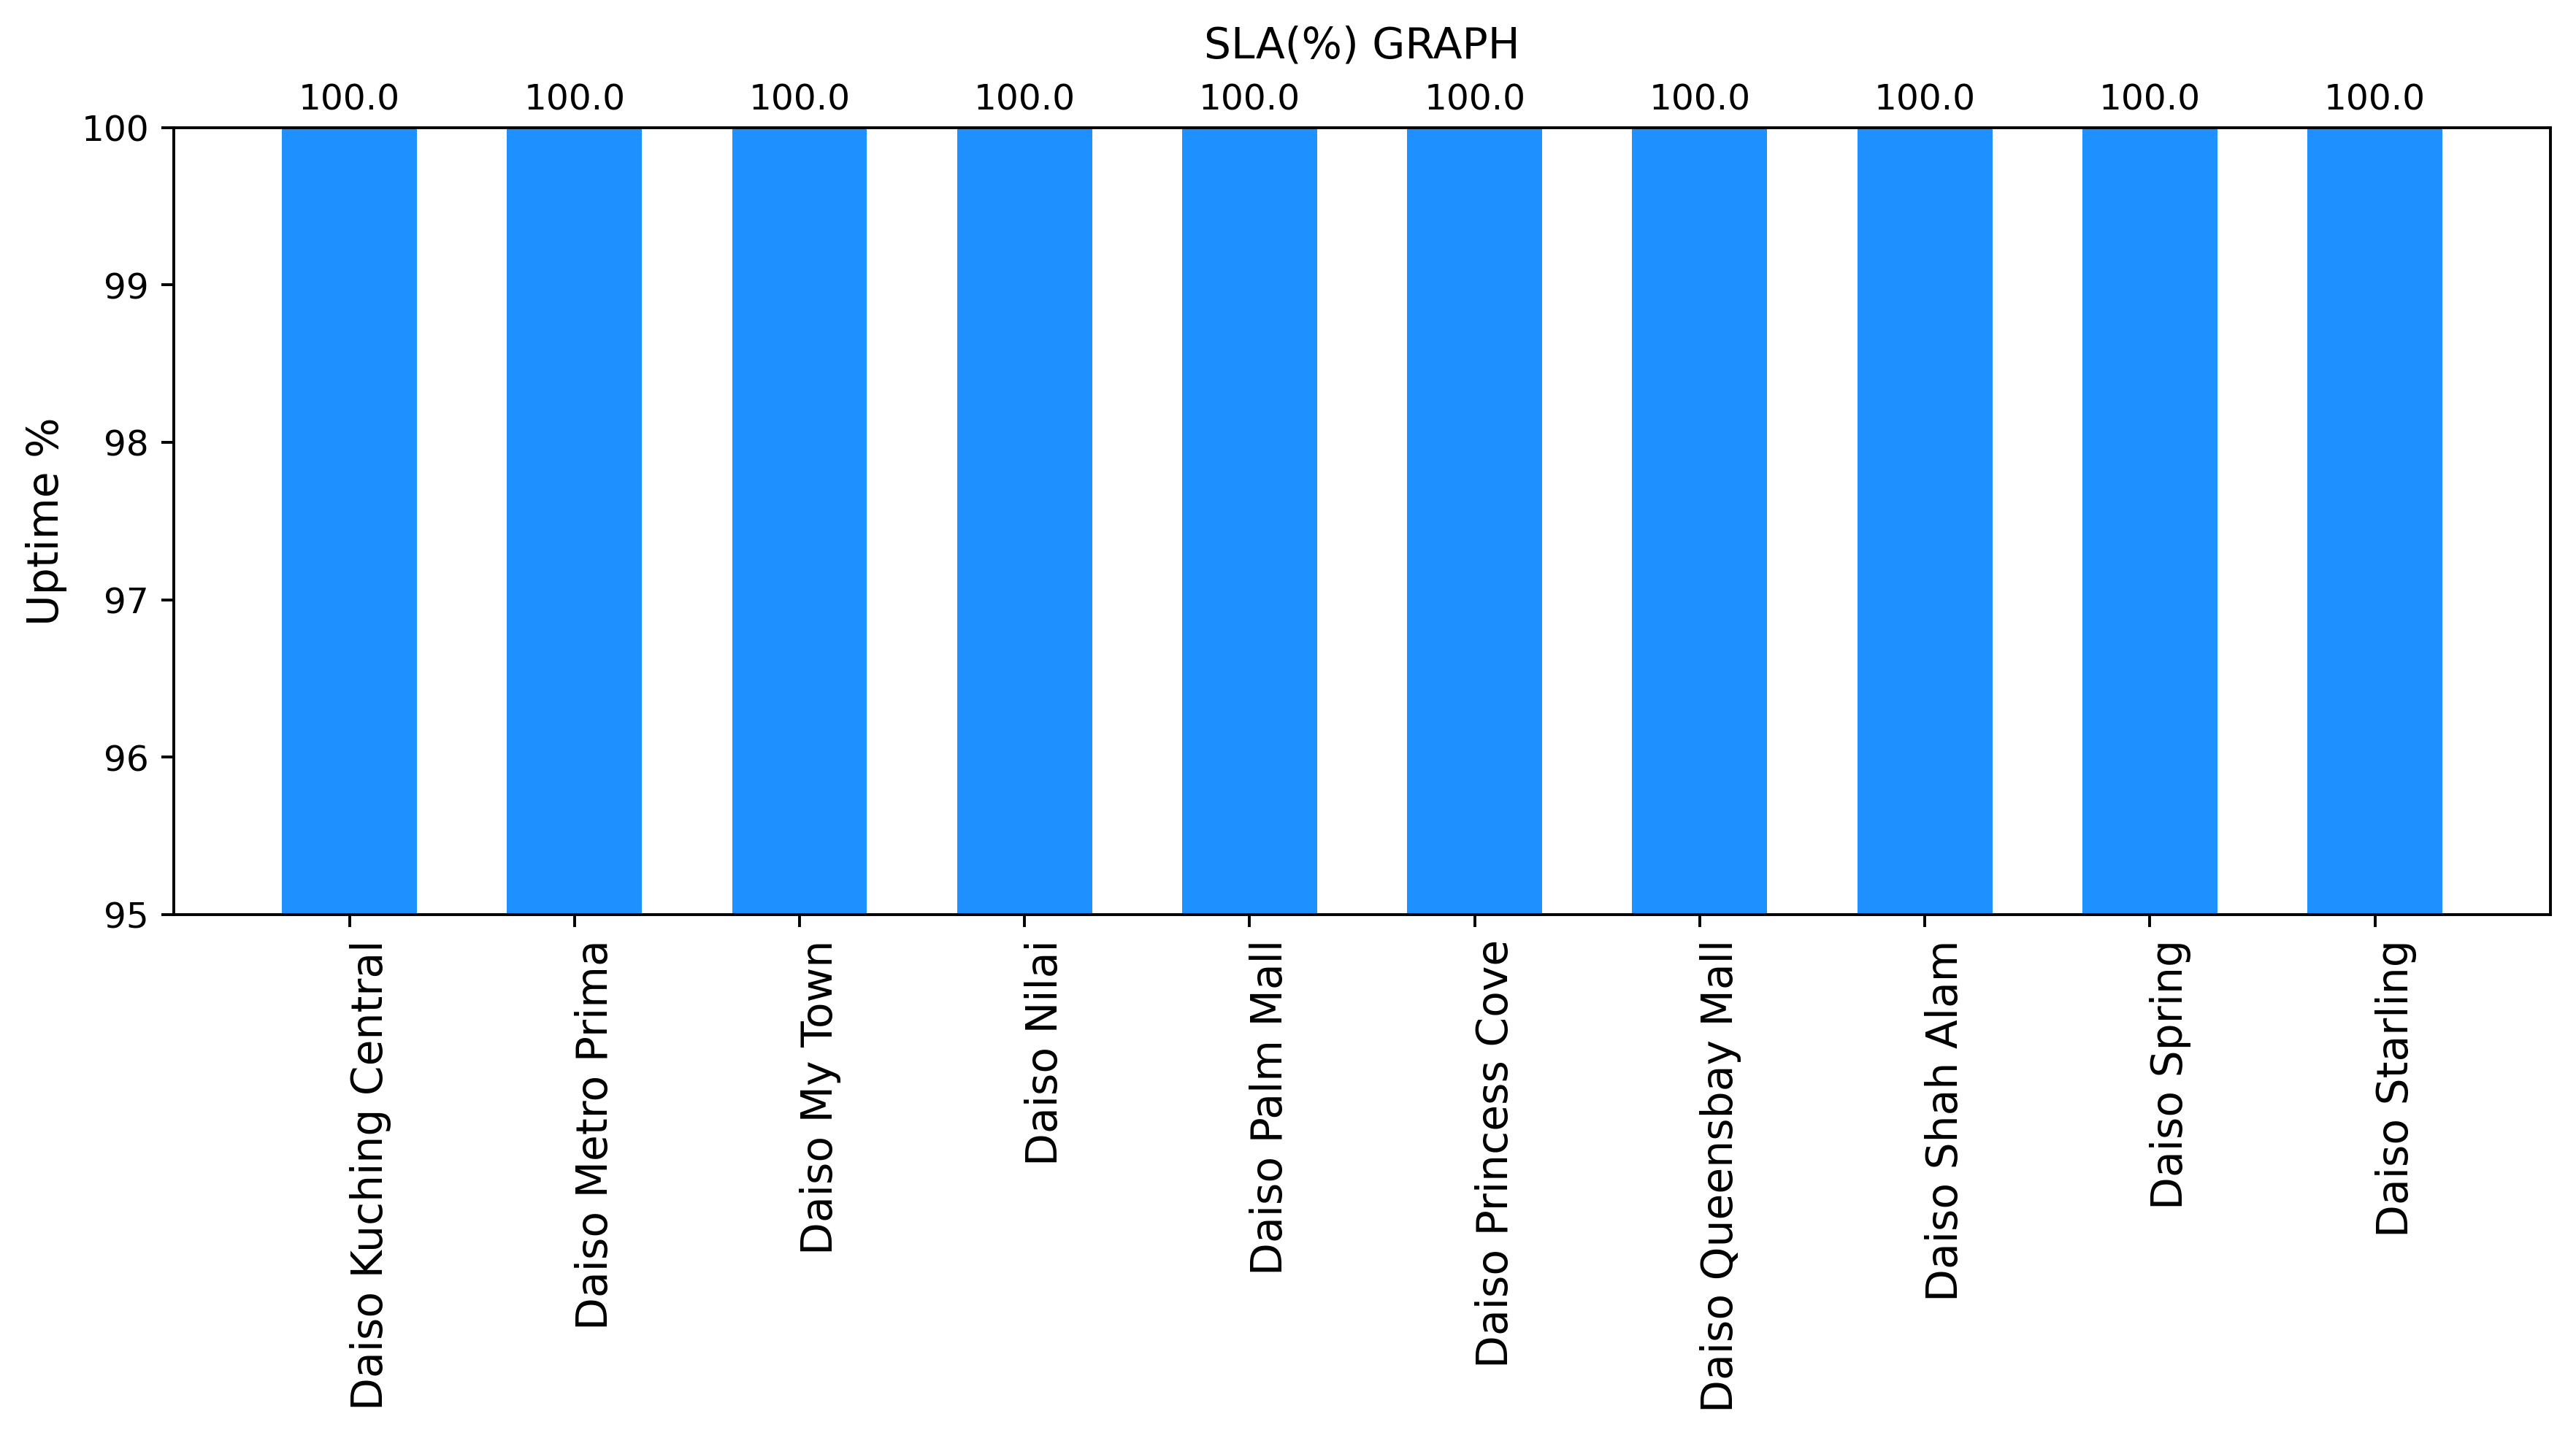 SLA(%) GRAPH
100.0 100.0 100.0 100.0 100.0 100.0 100.0 100.0 100.0 100.0
100
99
98
97
96
95
Uptime %
Daiso Kuching Central
Daiso Metro Prima
Daiso My Town
Daiso Nilai
Daiso Palm Mall
Daiso Princess Cove
Daiso Queensbay Mall
Daiso Shah Alam
Daiso Spring
Daiso Starling